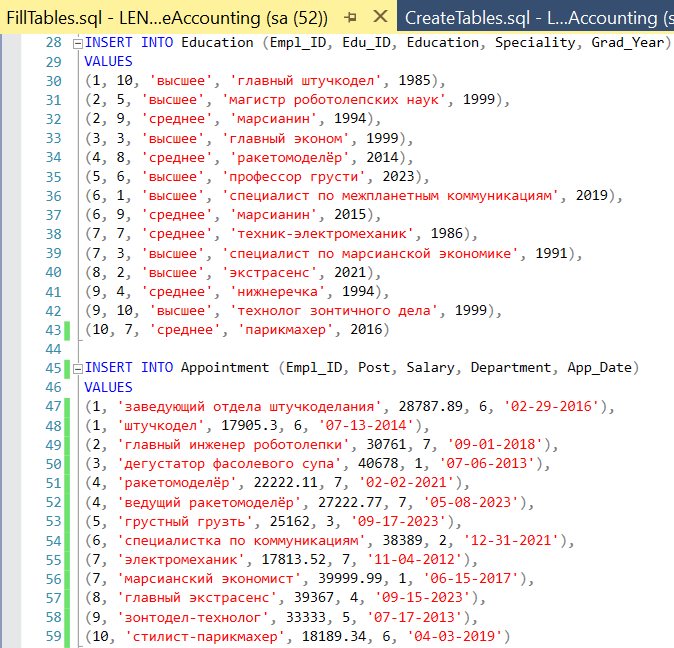 FillTables.sql - LEN...eAccounting (sa (52))
CreateTables.sql - L...Accounting (s
28 INSERT INTO Education (Empl_ID, Edu_ID, Education, Speciality, Grad_Year)
29 VALUES
30 (1, 10, 'высшее', 'главный штучкодел', 1985),
31 (2, 5, 'высшее', 'магистр роботолепских наук', 1999),
32 (2, 9, 'среднее', 'марсианин', 1994),
33 (3, 3, 'высшее', 'главный эконом', 1999),
34 (4, 8, 'среднее', 'ракетомоделёр', 2014),
35 (5, 6, 'высшее', 'профессор грусти', 2023),
36 (6, 1, 'высшее', 'специалист по межпланетным коммуникациям', 2019),
37 (6, 9, 'среднее', 'марсианин', 2015),
38 (7, 7, 'среднее', 'техник-электромеханик', 1986),
39 (7, 3, 'высшее', 'специалист по марсианской экономике', 1991),
40 (8, 2, 'высшее', 'экстрасенс', 2021),
41 (9, 4, 'среднее', 'нижнеречка', 1994),
42 (9, 10, 'высшее', 'технолог зонтичного дела', 1999),
43 (10, 7, 'среднее', 'парикмахер', 2016)
44
45 INSERT INTO Appointment (Empl_ID, Post, Salary, Department, App_Date)
46 VALUES
47 (1, 'заведующий отдела штучкоделания', 28787.89, 6, '02-29-2016'),
48 (1, 'штучкодел', 17905.3, 6, '07-13-2014'),
49 (2, 'главный инженер роботолепки', 30761, 7, '09-01-2018'),
50 (3, 'дегустатор фасолевого супа', 40678, 1, '07-06-2013'),
51 (4, 'ракетомоделёр', 22222.11, 7, '02-02-2021'),
52 (4, 'ведущий ракетомоделёр', 27222.77, 7, '05-08-2023'),
53 (5, 'грустный груэть', 25162, 3, '09-17-2023'),
54 (6, 'специалистка по коммуникациям', 38389, 2, '12-31-2021'),
55 (7, 'электромеханик', 17813.52, 7, '11-04-2012'),
56 (7, 'марсианский экономист', 39999.99, 1, '06-15-2017'),
57 (8, 'главный экстрасенс', 39367, 4, '09-15-2023'),
58 (9, 'зонтодел-технолог', 33333, 5, '07-17-2013'),
59 (10, 'стилист-парикмахер', 18189.34, 6, '04-03-2019')